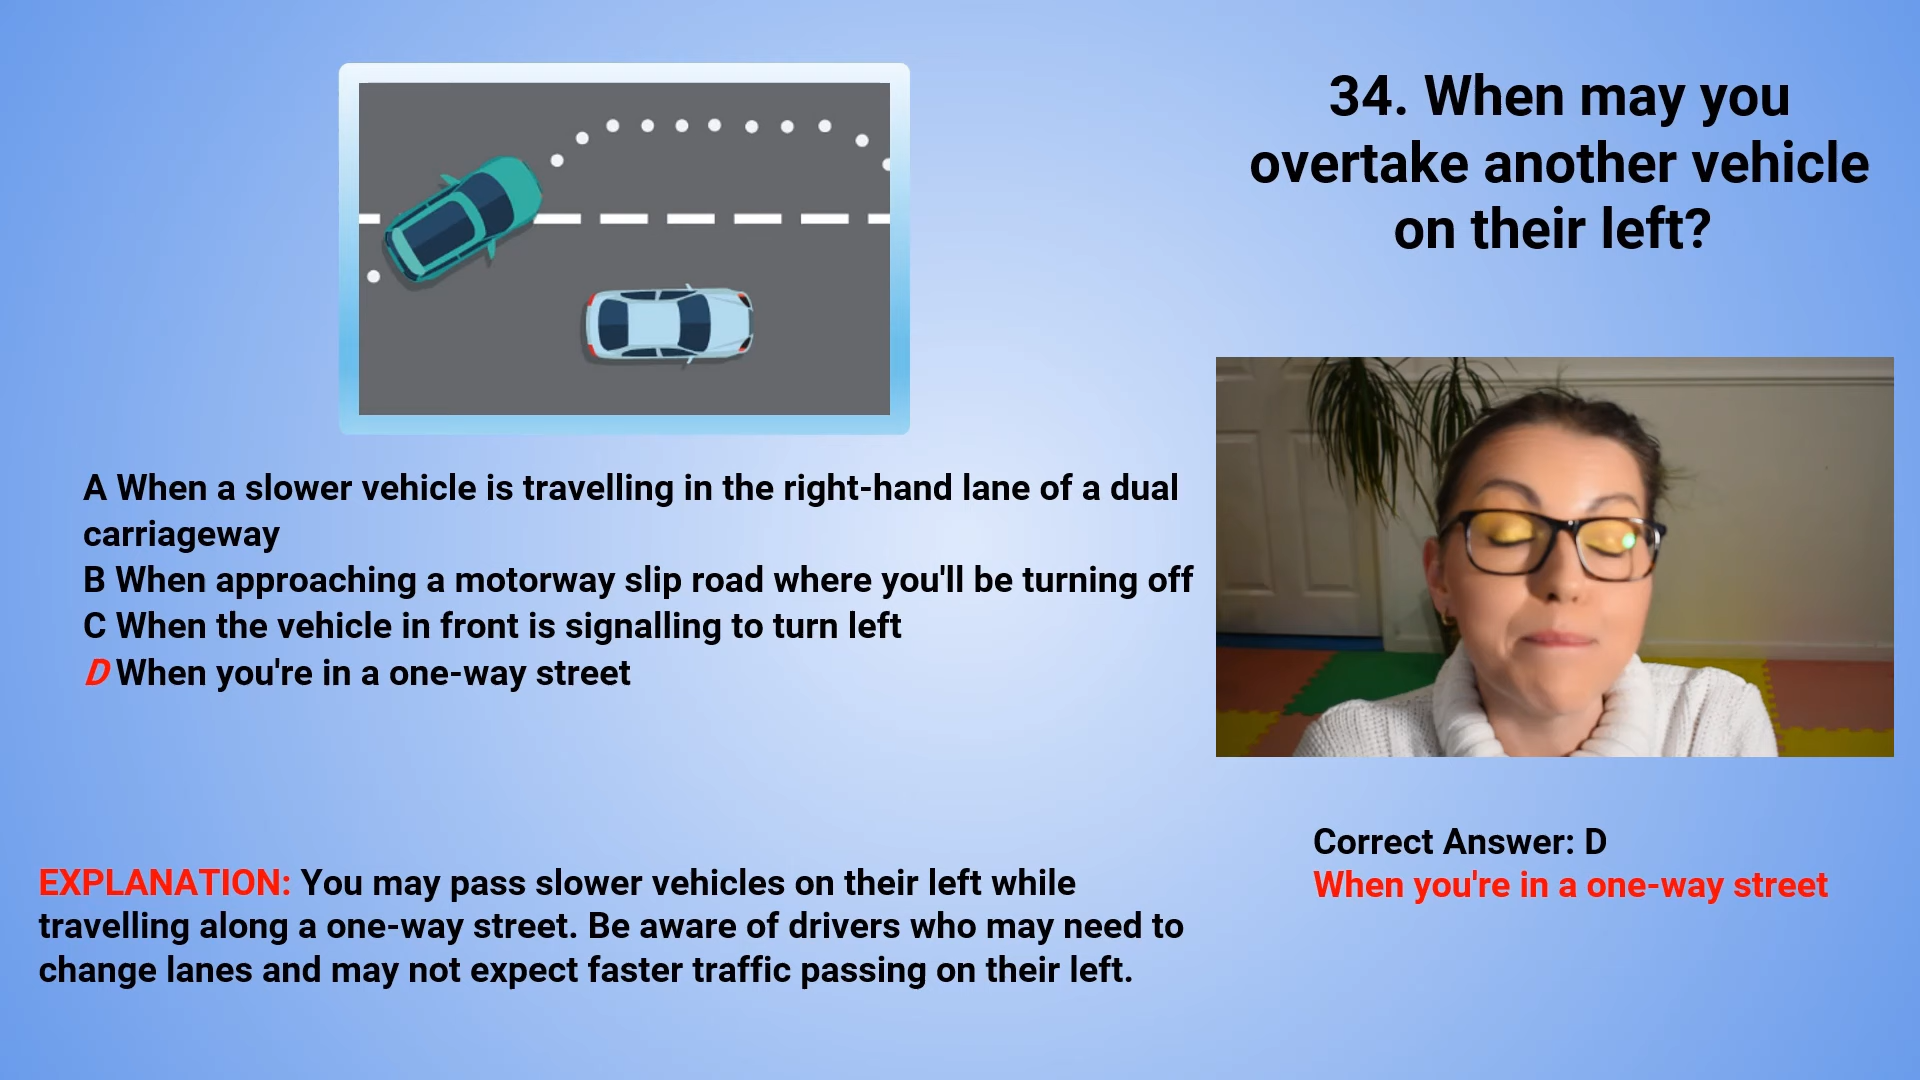 34. When may you
overtake another vehicle
on their left?
A When a slower vehicle is travelling in the right-hand lane of a dual
carriageway
B When approaching a motorway slip road where you'll be turning off
C When the vehicle in front is signalling to turn left
D When you're in a one-way street
Correct Answer: D
When you're in a one-way street
EXPLANATION: You may pass slower vehicles on their left while
travelling along a one-way street. Be aware of drivers who may need to
change lanes and may not expect faster traffic passing on their left.